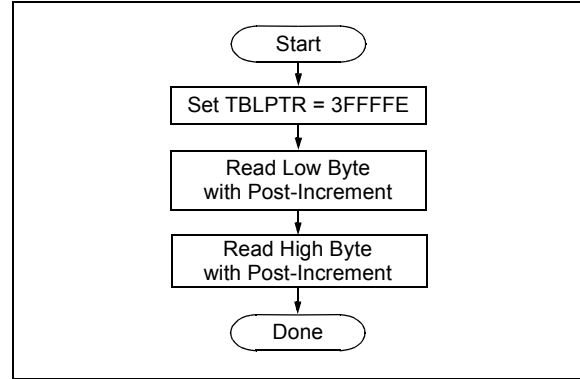 Start
Set TBLPTR = 3FFFFE
Read Low Byte
with Post-Increment
Read High Byte
with Post-Increment
Done